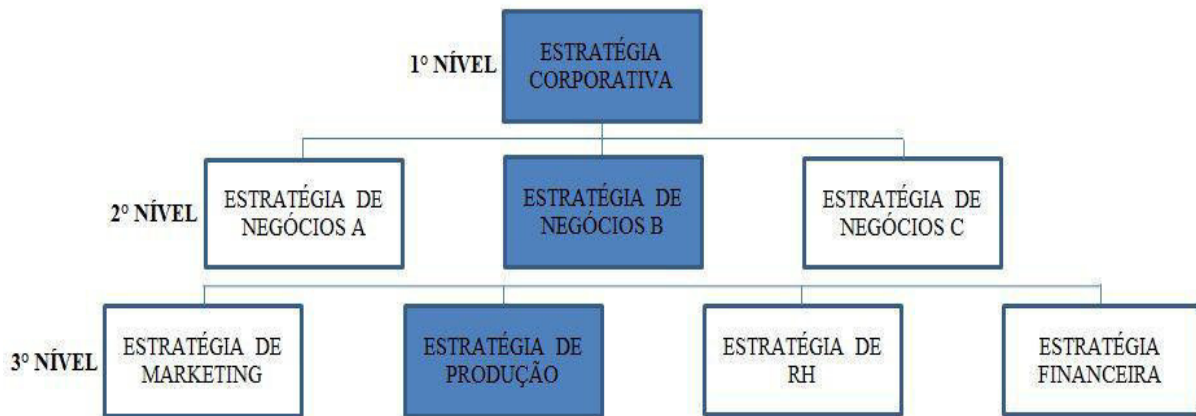 1º NÍVEL
ESTRATÉGIA
CORPORATIVA
2º NÍVEL
ESTRATÉGIA DE
NEGÓCIOS A
ESTRATÉGIA DE
NEGÓCIOS B
ESTRATÉGIA DE
NEGÓCIOS C
3º NÍVEL
ESTRATÉGIA DE
MARKETING
ESTRATÉGIA DE
PRODUÇÃO
ESTRATÉGIA DE
RH
ESTRATÉGIA
FINANCEIRA